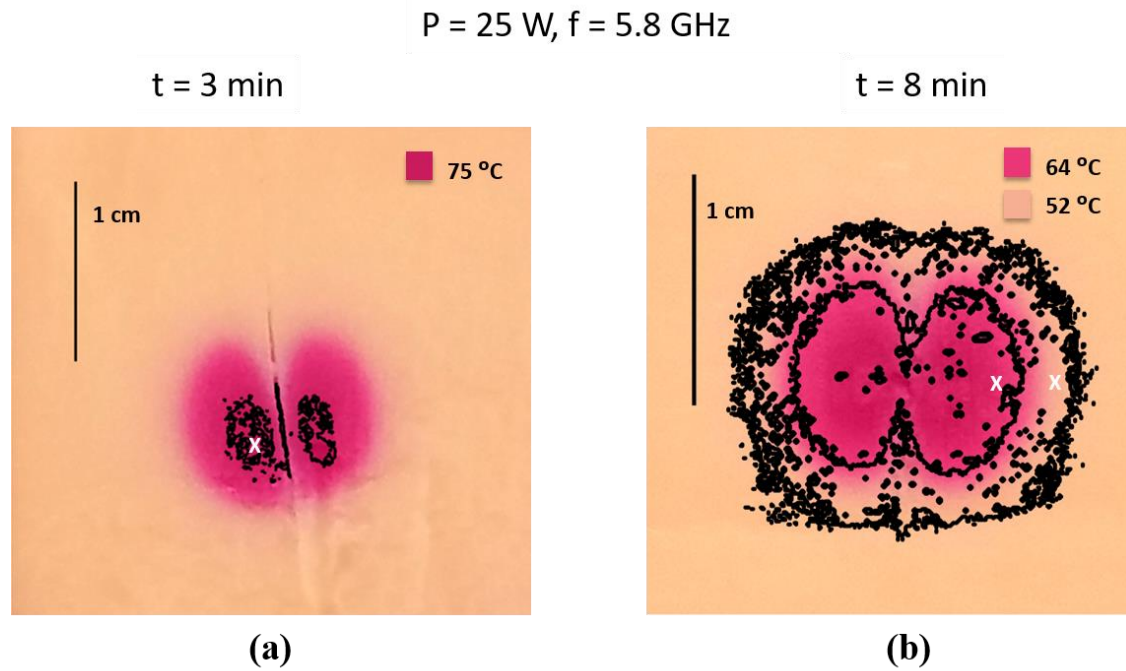 P = 25 W, f = 5.8 GHz
t = 3 min
t = 8 min
75 °C
1 cm
X
(a)
64 °C
52 °C
1 cm
X X
(b)